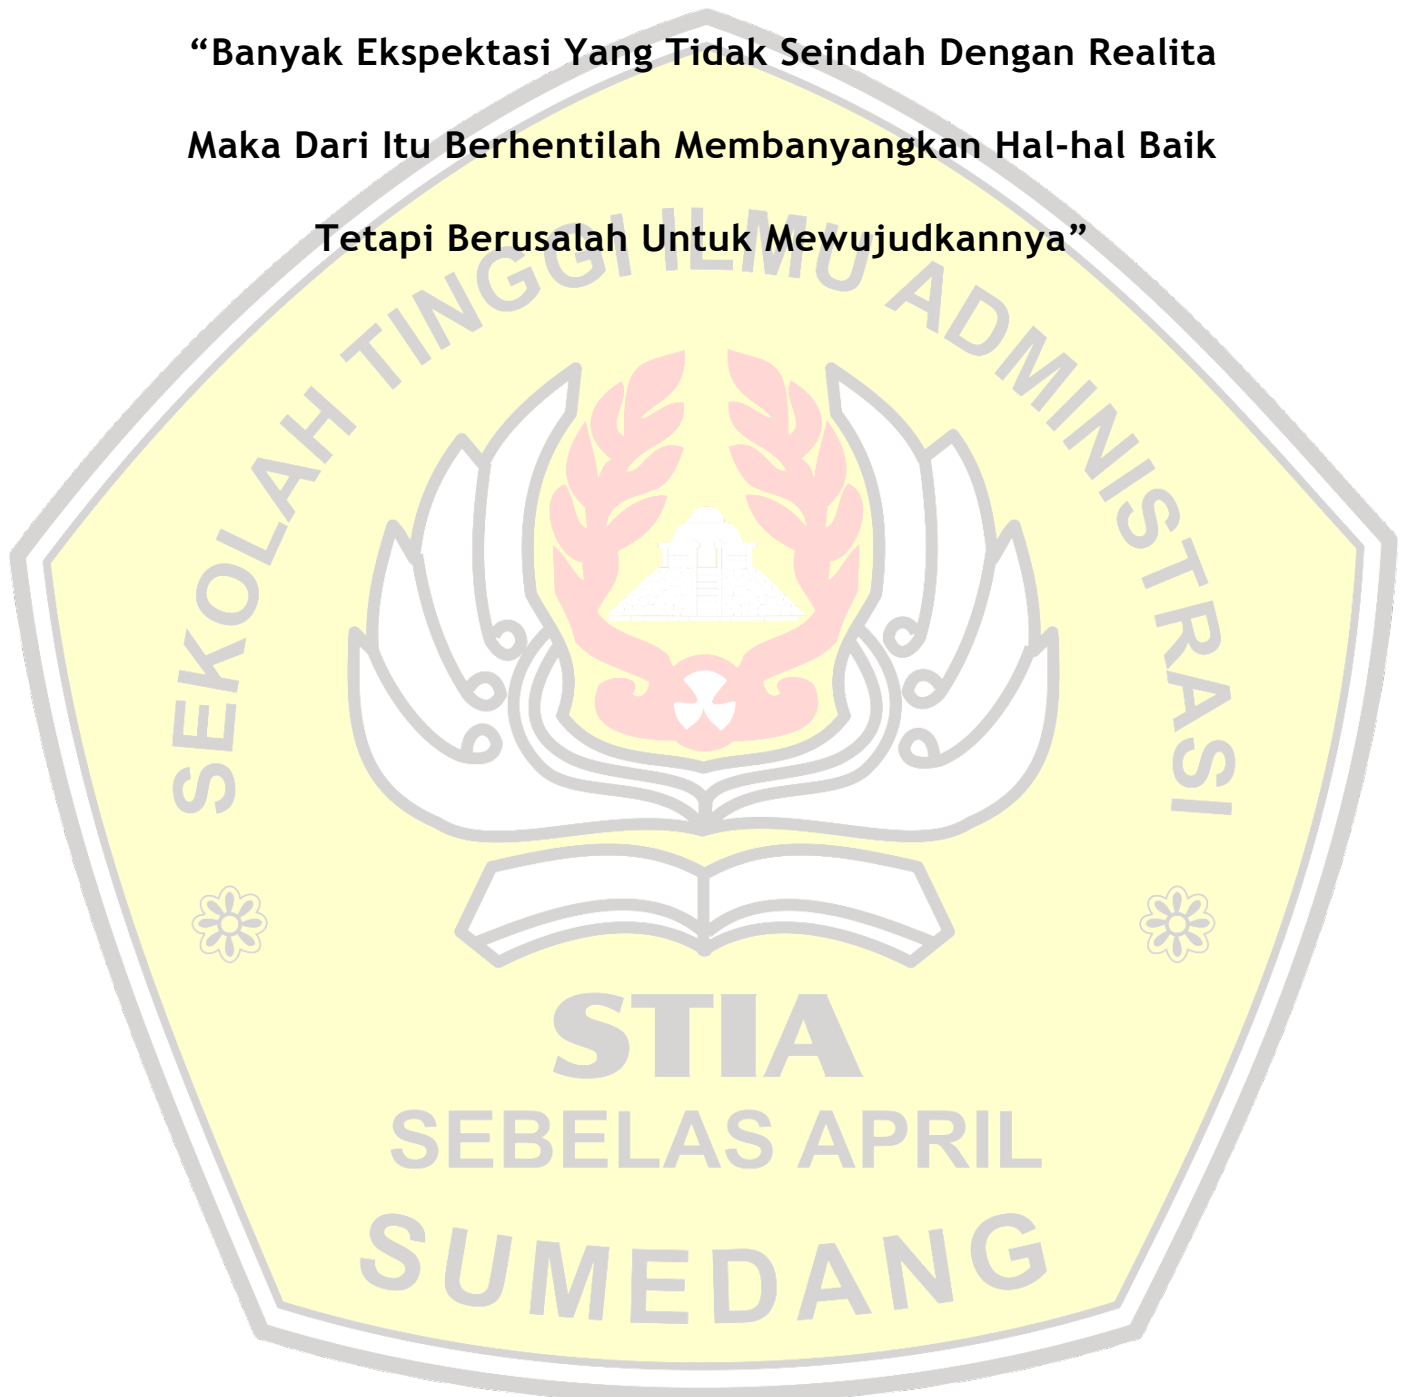 “Banyak Ekspektasi Yang Tidak Seindah Dengan Realita
Maka Dari Itu Berhentilah Membanyangkan Hal-hal Baik
Tetapi Berusalah Untuk Mewujudkannya”
SEKOLAH TINGGI ILMU ADMINISTRASI
STIA
SEBELAS APRIL
SUMEDANG